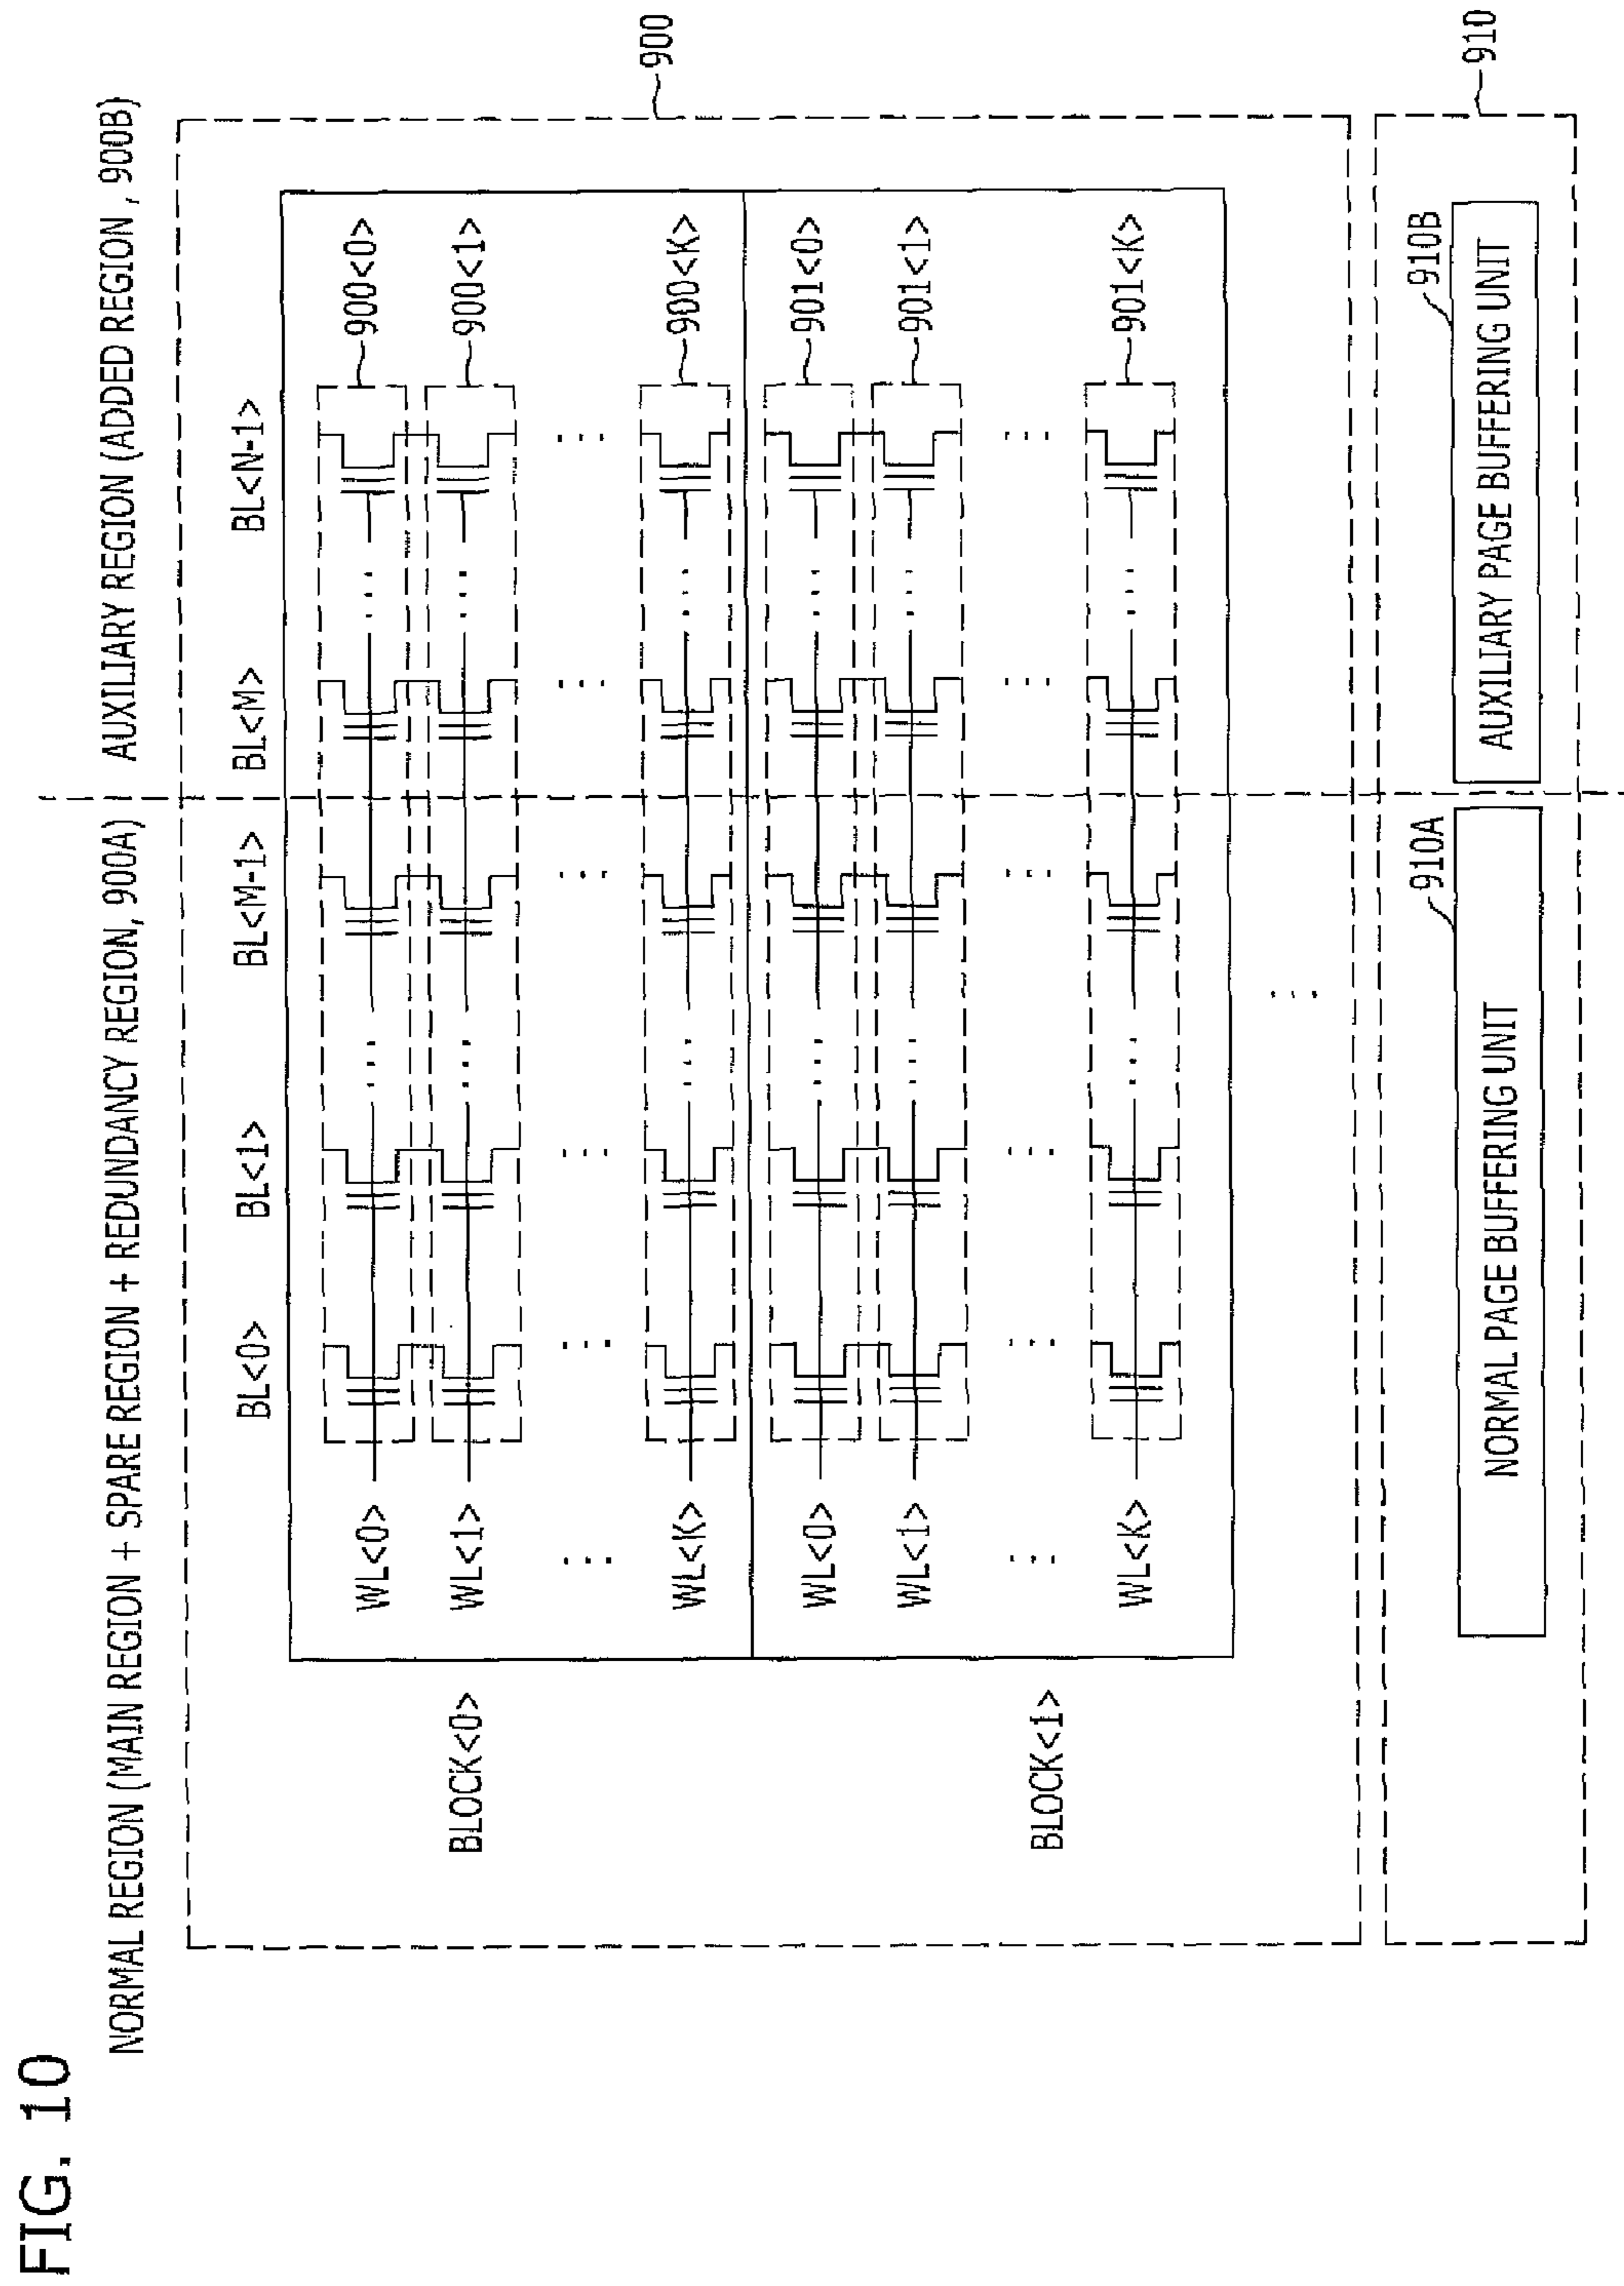 FIG. 10
NORMAL REGION (MAIN REGION + SPARE REGION + REDUNDANCY REGION, 900A)
AUXILIARY REGION (ADDED REGION , 900B)
BL<0>
BL<1>
BL<M-1>
BL<M>
BL<N-1>
900
BLOCK<0>
WL<0>
900<0>
WL<1>
900<1>
...
WL<K>
900<K>
BLOCK<1>
WL<0>
901<0>
WL<1>
901<1>
...
WL<K>
901<K>
...
910A
910B
910
NORMAL PAGE BUFFERING UNIT
AUXILIARY PAGE BUFFERING UNIT